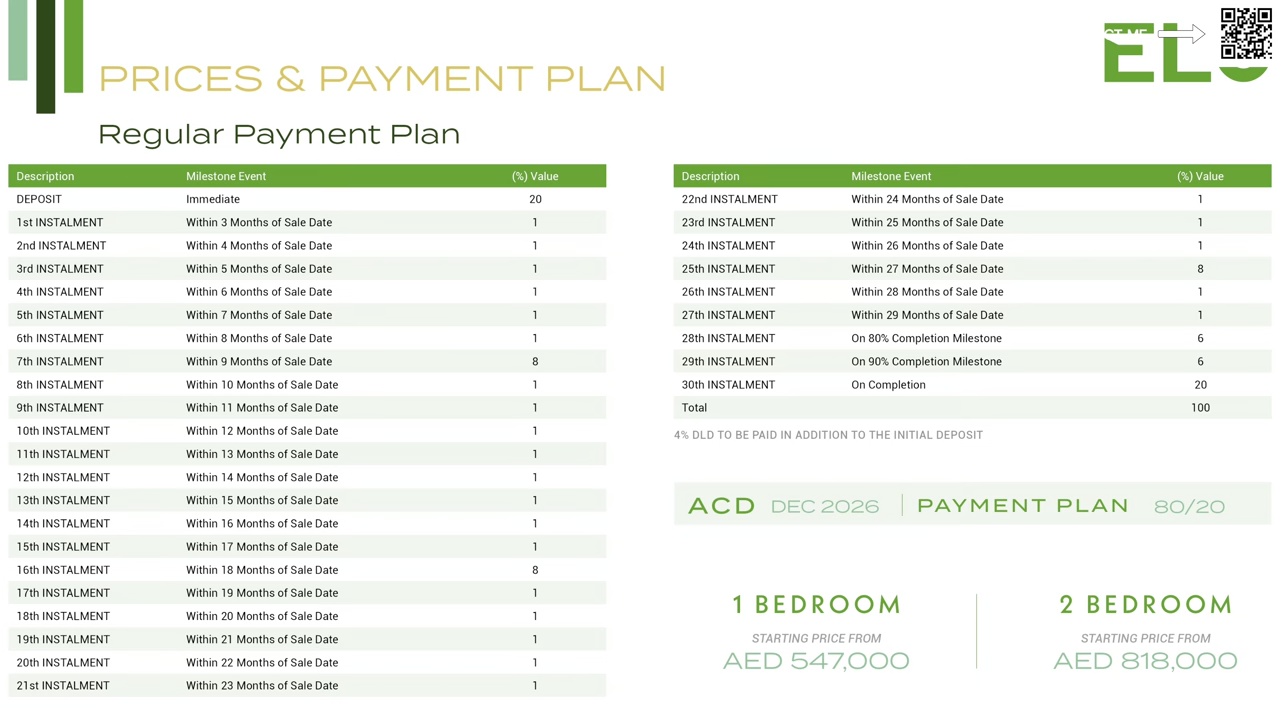 PRICES & PAYMENT PLAN
Regular Payment Plan
Description Milestone Event (%) Value
DEPOSIT Immediate 20
1st INSTALMENT Within 3 Months of Sale Date 1
2nd INSTALMENT Within 4 Months of Sale Date 1
3rd INSTALMENT Within 5 Months of Sale Date 1
4th INSTALMENT Within 6 Months of Sale Date 1
5th INSTALMENT Within 7 Months of Sale Date 1
6th INSTALMENT Within 8 Months of Sale Date 1
7th INSTALMENT Within 9 Months of Sale Date 8
8th INSTALMENT Within 10 Months of Sale Date 1
9th INSTALMENT Within 11 Months of Sale Date 1
10th INSTALMENT Within 12 Months of Sale Date 1
11th INSTALMENT Within 13 Months of Sale Date 1
12th INSTALMENT Within 14 Months of Sale Date 1
13th INSTALMENT Within 15 Months of Sale Date 1
14th INSTALMENT Within 16 Months of Sale Date 1
15th INSTALMENT Within 17 Months of Sale Date 1
16th INSTALMENT Within 18 Months of Sale Date 8
17th INSTALMENT Within 19 Months of Sale Date 1
18th INSTALMENT Within 20 Months of Sale Date 1
19th INSTALMENT Within 21 Months of Sale Date 1
20th INSTALMENT Within 22 Months of Sale Date 1
21st INSTALMENT Within 23 Months of Sale Date 1
Description Milestone Event (%) Value
22nd INSTALMENT Within 24 Months of Sale Date 1
23rd INSTALMENT Within 25 Months of Sale Date 1
24th INSTALMENT Within 26 Months of Sale Date 1
25th INSTALMENT Within 27 Months of Sale Date 8
26th INSTALMENT Within 28 Months of Sale Date 1
27th INSTALMENT Within 29 Months of Sale Date 1
28th INSTALMENT On 80% Completion Milestone 6
29th INSTALMENT On 90% Completion Milestone 6
30th INSTALMENT On Completion 20
Total 100
4% DLD TO BE PAID IN ADDITION TO THE INITIAL DEPOSIT
ACD DEC 2026 PAYMENT PLAN 80/20
1 BEDROOM
STARTING PRICE FROM
AED 547,000
2 BEDROOM
STARTING PRICE FROM
AED 818,000